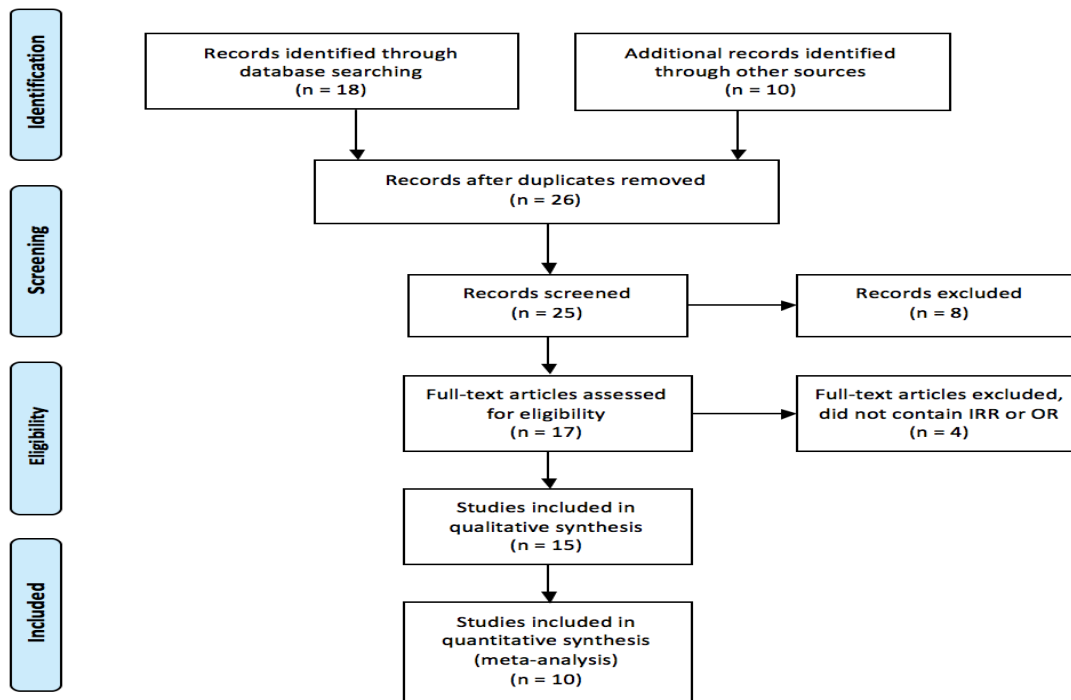 Identification
Records identified through
database searching
(n = 18)
Additional records identified
through other sources
(n = 10)
Records after duplicates removed
(n = 26)
Screening
Records screened
(n = 25)
Records excluded
(n = 8)
Eligibility
Full-text articles assessed
for eligibility
(n = 17)
Full-text articles excluded,
did not contain IRR or OR
(n = 4)
Studies included in
qualitative synthesis
(n = 15)
Included
Studies included in
quantitative synthesis
(meta-analysis)
(n = 10)